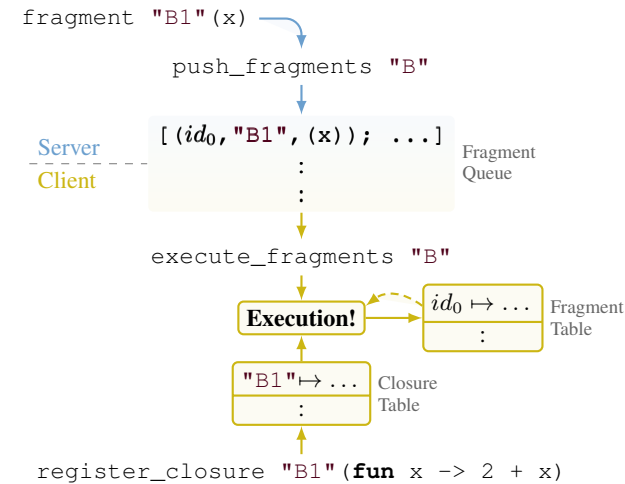 fragment "B1"(x)
push_fragments "B"
[(id₀,"B1",(x)); ...]
:
:
Fragment
Queue
Server
Client
execute_fragments "B"
Execution!
id₀ ↦ ...
:
Fragment
Table
"B1"↦ ...
:
Closure
Table
register_closure "B1"(fun x -> 2 + x)